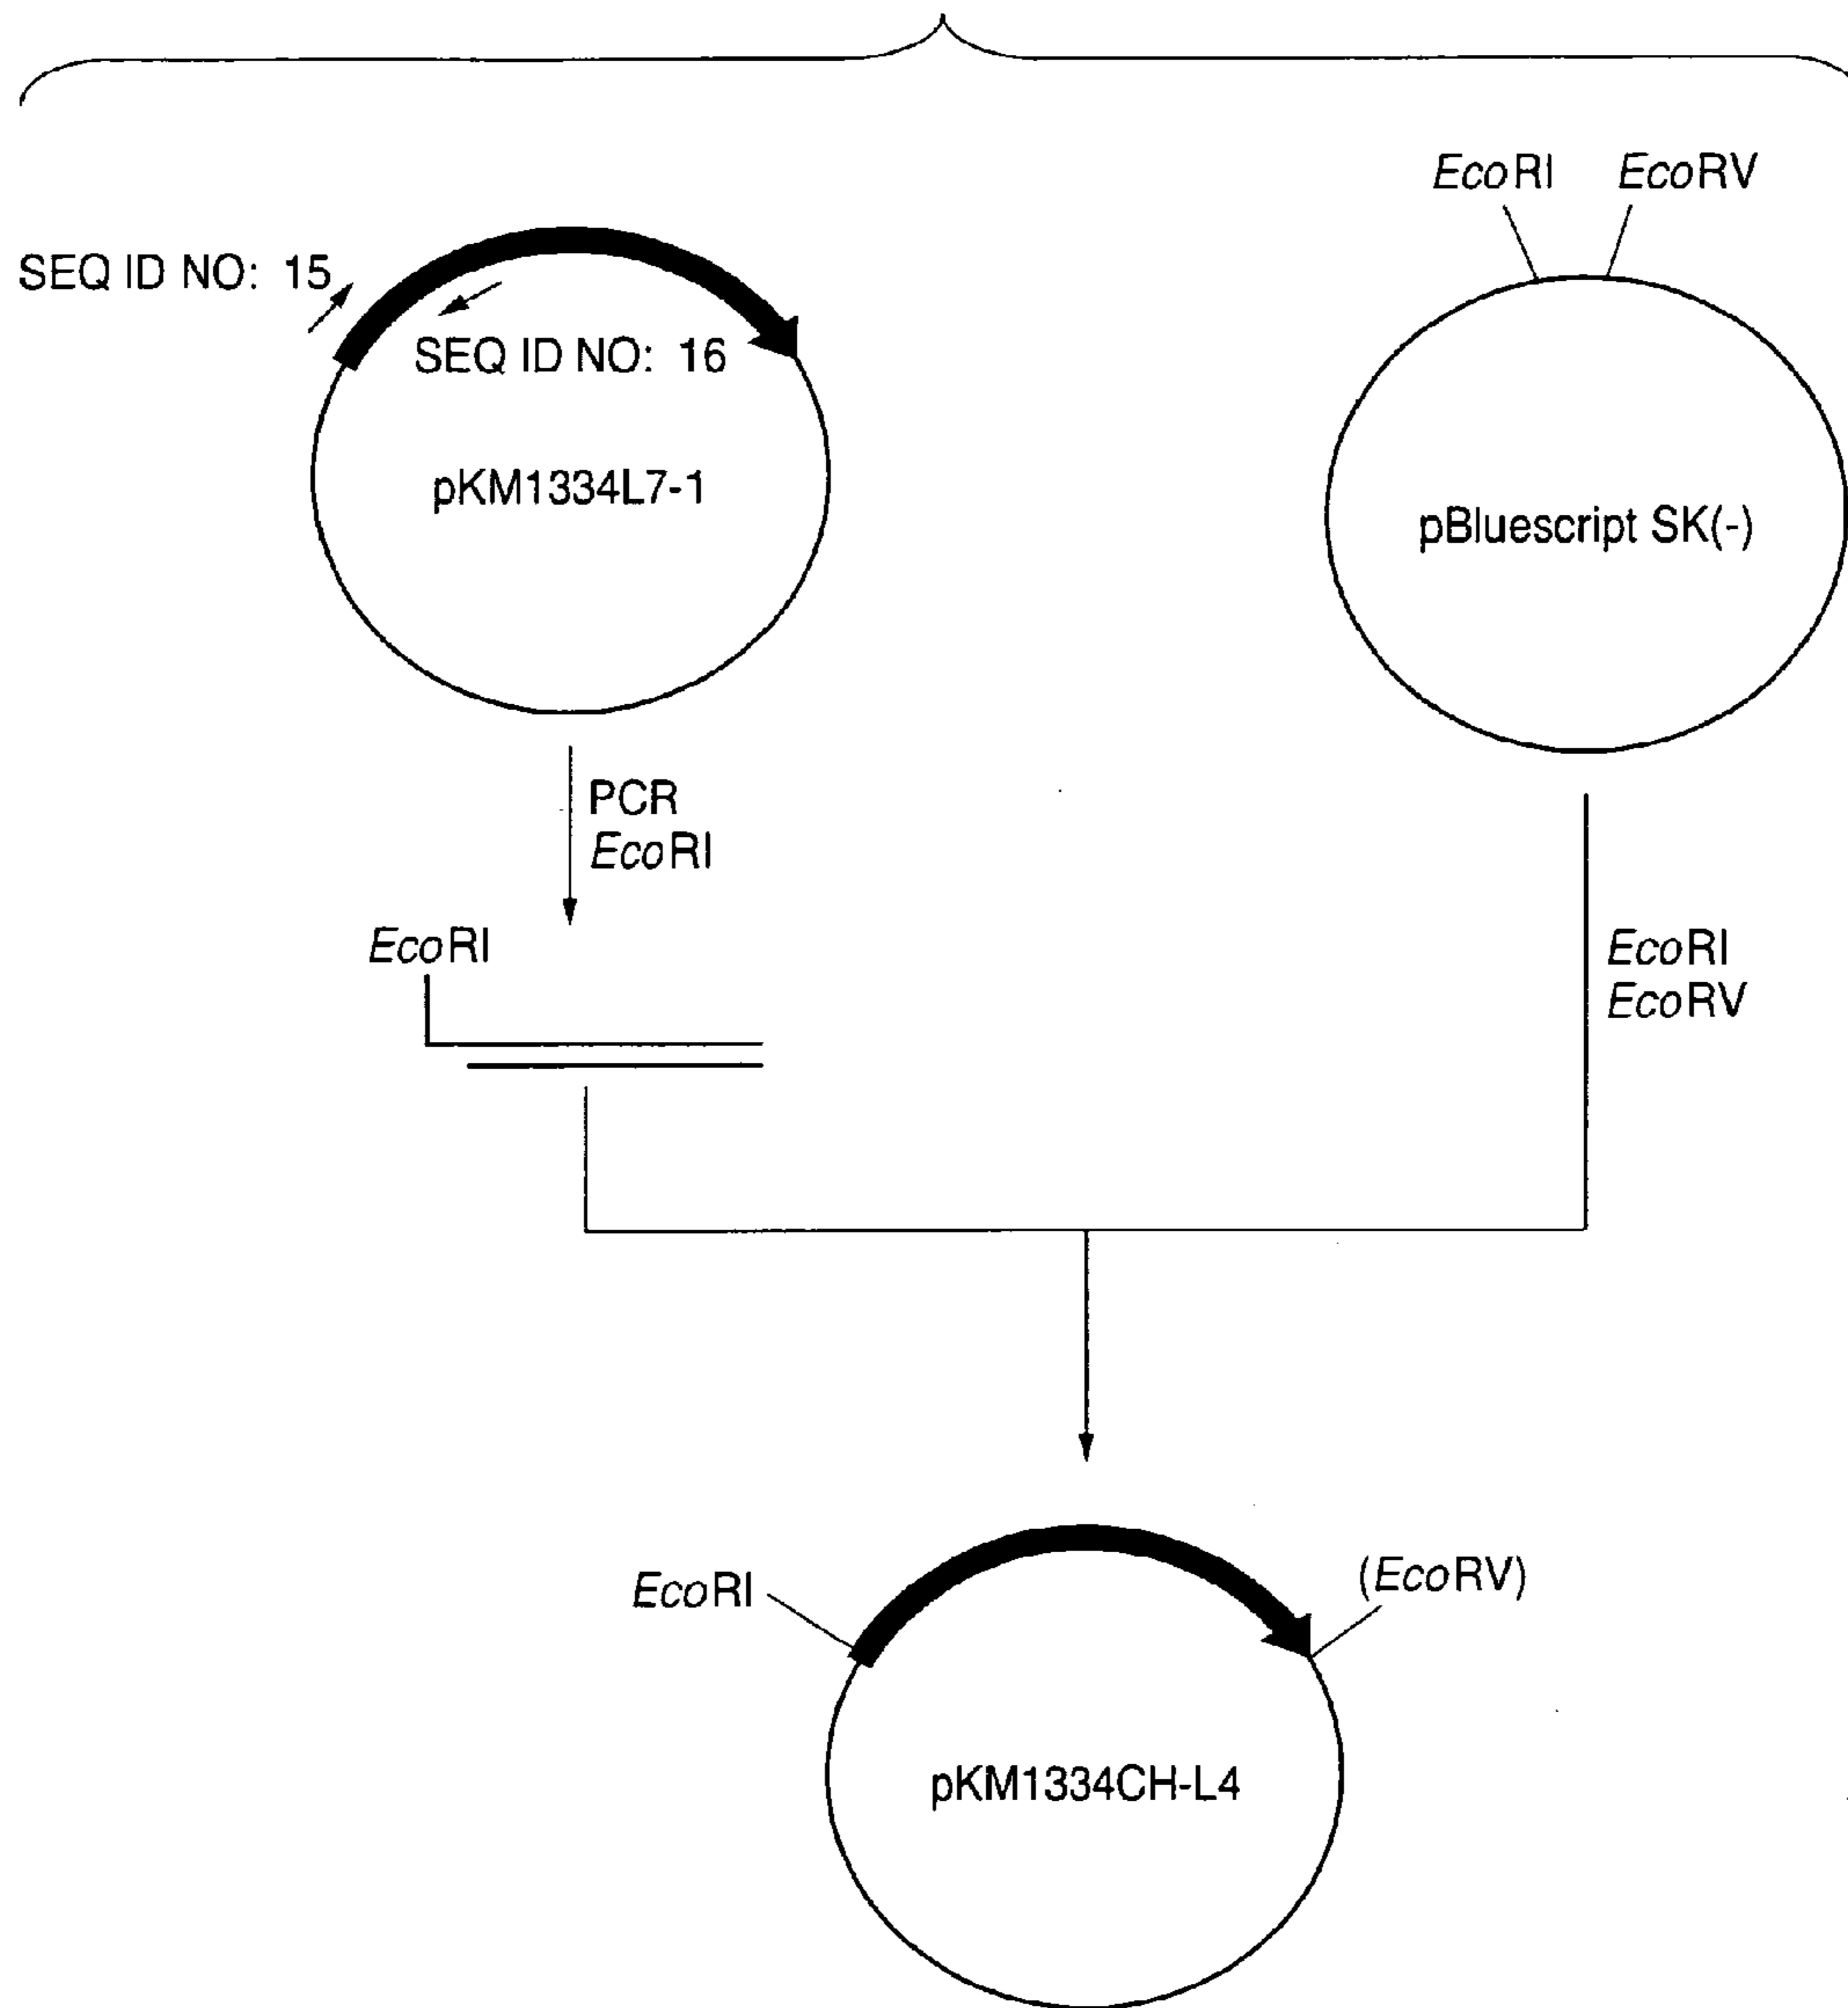 EcoRI
EcoRV
SEQ ID NO: 15
SEQ ID NO: 16
pKM1334L7-1
pBluescript SK(-)
PCR
EcoRI
EcoRI
EcoRI
EcoRV
EcoRI
(EcoRV)
pKM1334CH-L4